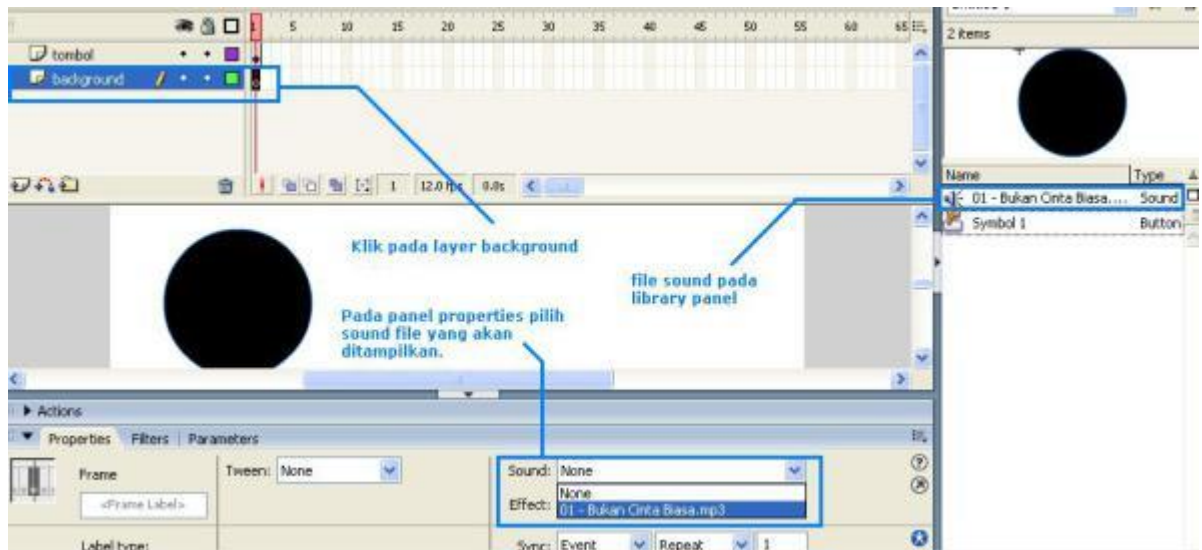 5 10 15 20 25 30 35 40 45 50 55 60 65
tombol
background
1 12.0 fps 0.0s
2 items
Name Type
01 - Bukan Cinta Biasa.... Sound
Symbol 1 Button
Klik pada layer background
file sound pada
library panel
Pada panel properties pilih
sound file yang akan
ditampilkan.
Actions
Properties Filters Parameters
Frame
<Frame Label>
Label type:
Tween: None
Sound: None
None
Effect: 01 - Bukan Cinta Biasa.mp3
Sync: Event Repeat 1